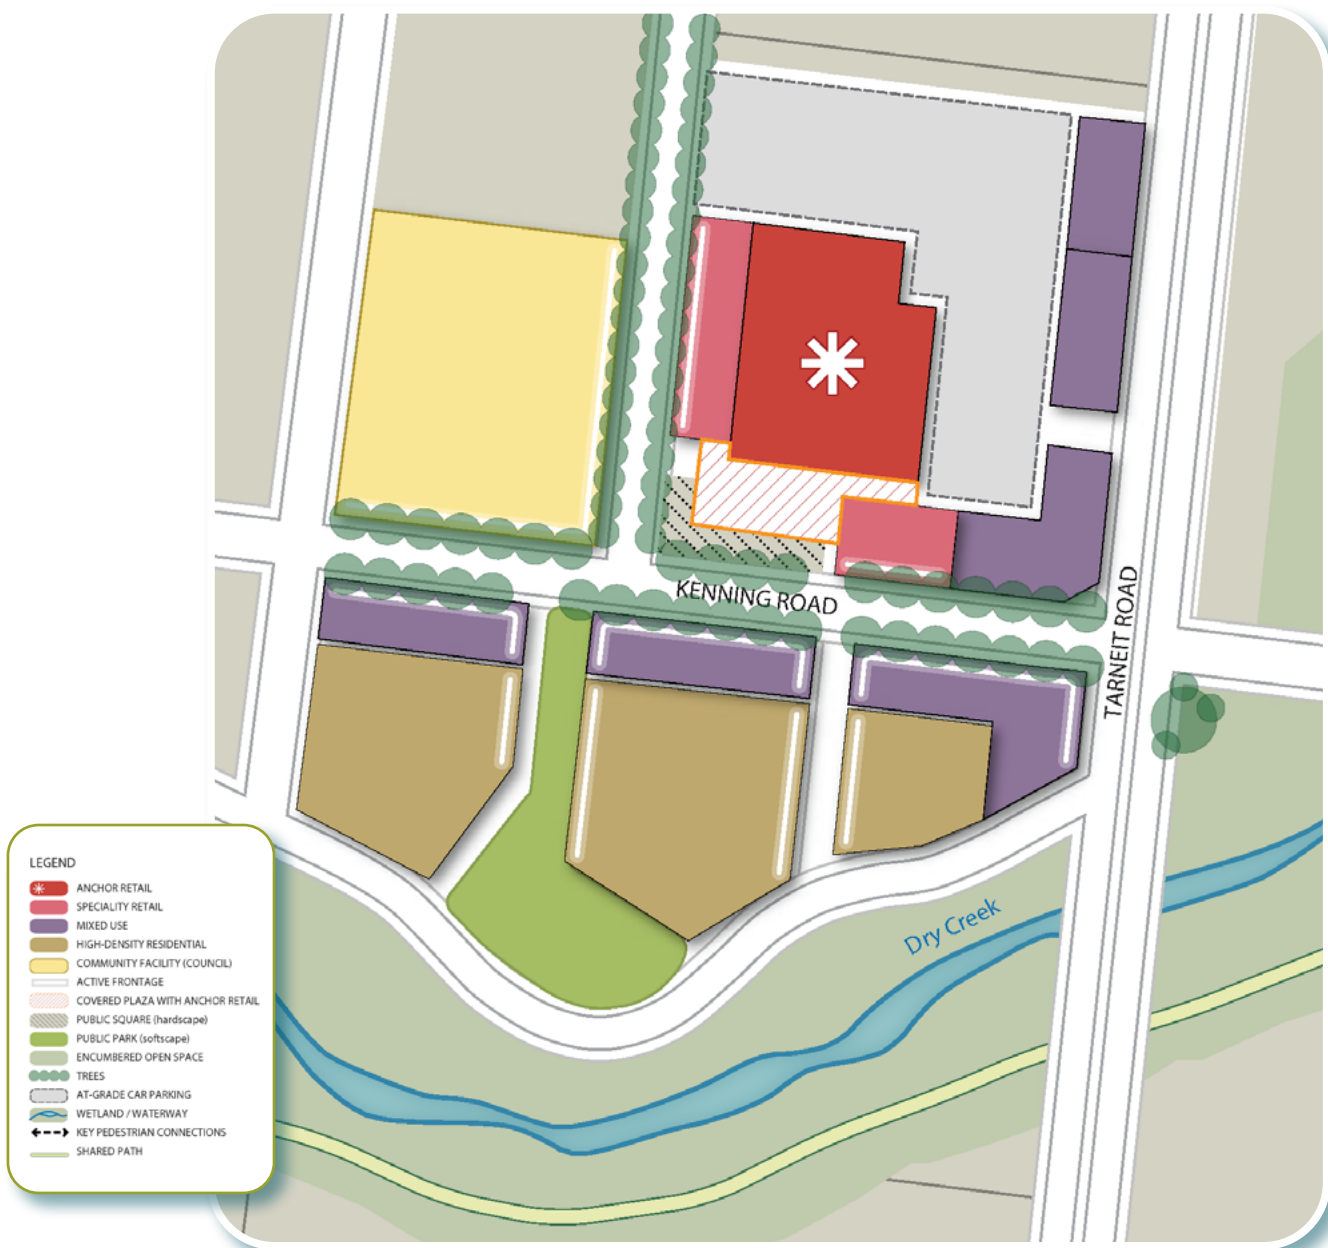 KENNING ROAD
TARNEIT ROAD
Dry Creek
LEGEND
ANCHOR RETAIL
SPECIALITY RETAIL
MIXED USE
HIGH-DENSITY RESIDENTIAL
COMMUNITY FACILITY (COUNCIL)
ACTIVE FRONTAGE
COVERED PLAZA WITH ANCHOR RETAIL
PUBLIC SQUARE (hardscape)
PUBLIC PARK (softscape)
ENCUMBERED OPEN SPACE
TREES
AT-GRADE CAR PARKING
WETLAND / WATERWAY
KEY PEDESTRIAN CONNECTIONS
SHARED PATH